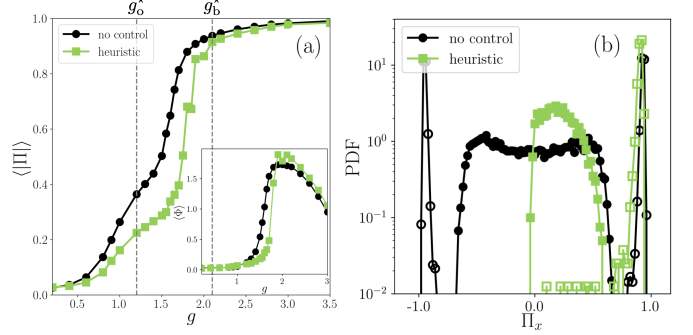 g*o g*b
1.0
0.8
0.6
0.4
0.2
0.0
⟨|Π|⟩
no control
heuristic
(a)
1.5
1.0
0.5
0.0
⟨Φ⟩
1 2 3
g
0.5 1.0 1.5 2.0 2.5 3.0 3.5
g
no control
heuristic
(b)
10^1
10^0
10^−1
10^−2
PDF
-1.0 0.0 1.0
Π_x